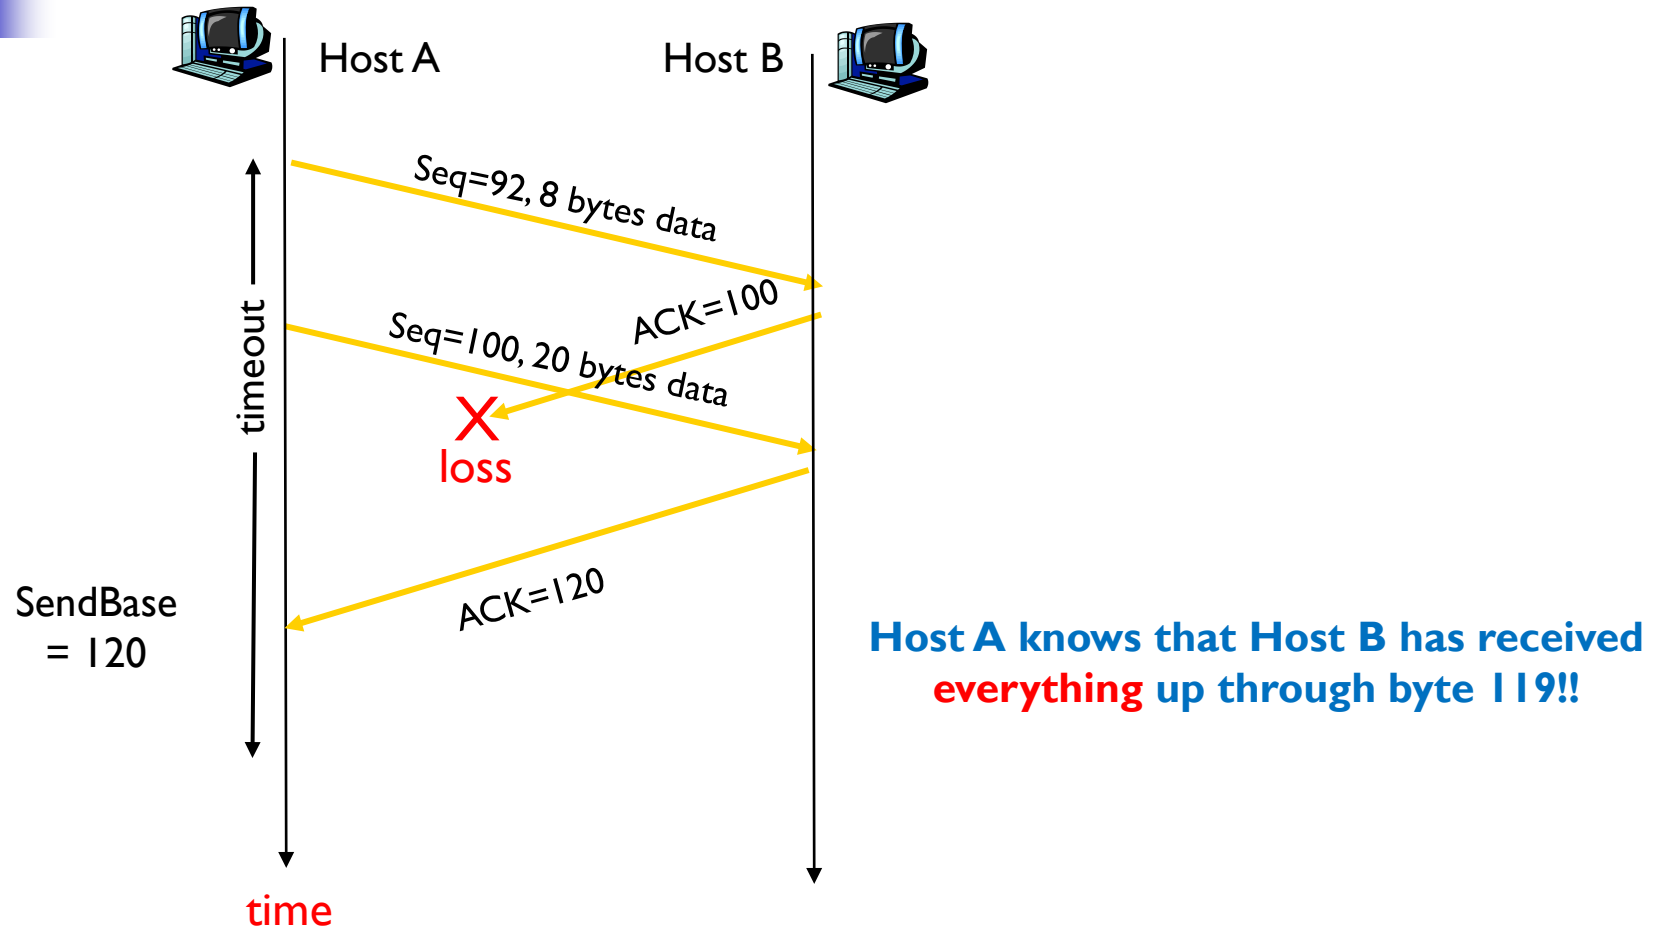 Host A
Host B
Seq=92, 8 bytes data
ACK=100
timeout
Seq=100, 20 bytes data
X
loss
ACK=120
SendBase
= 120
Host A knows that Host B has received
everything up through byte 119!!
time